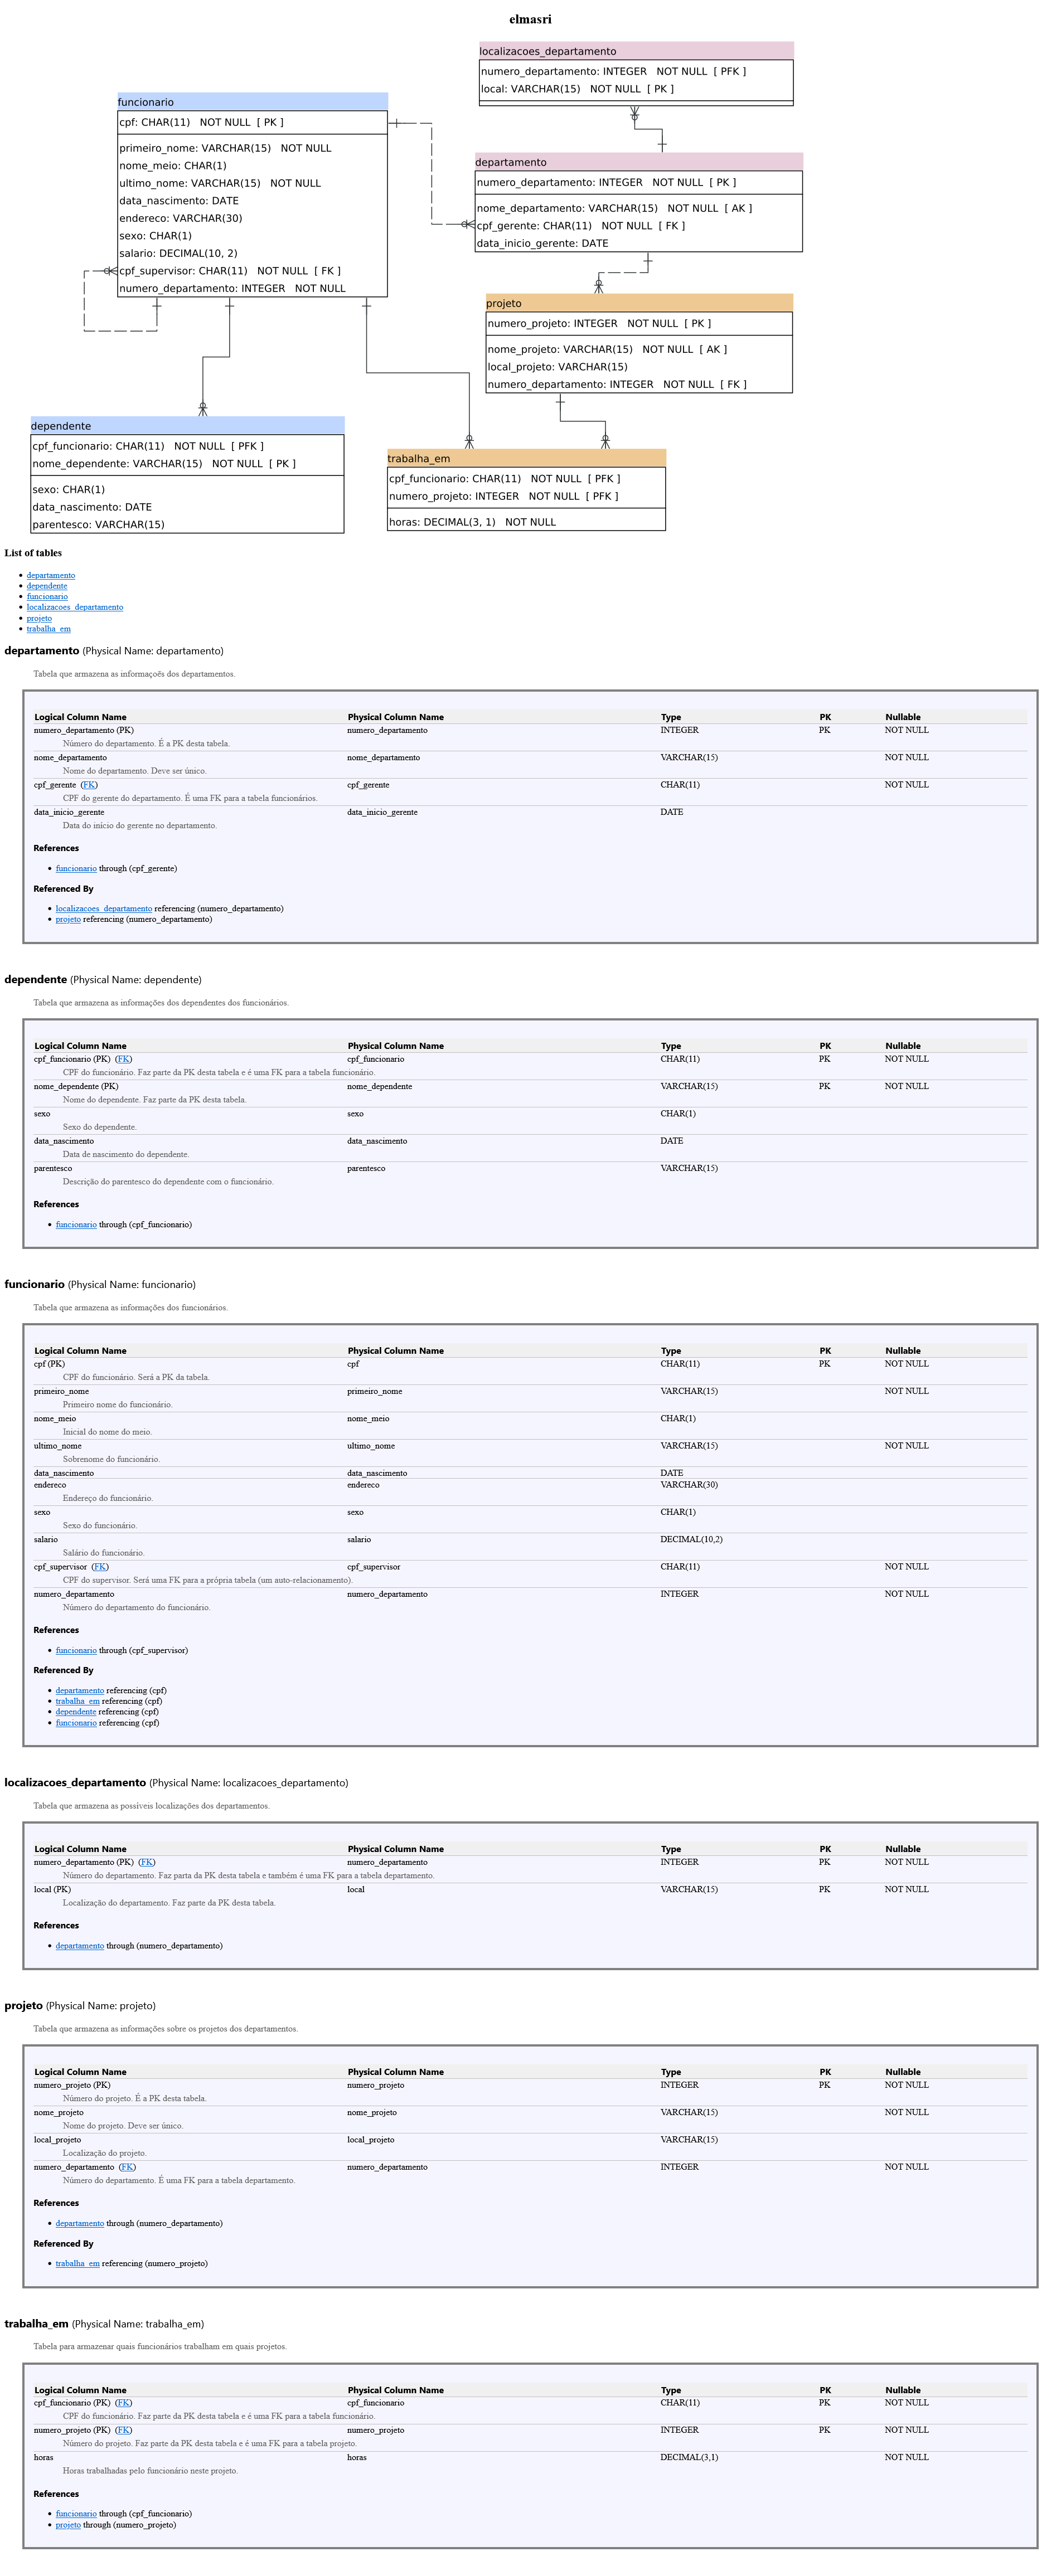 elmasri
localizacoes_departamento
numero_departamento: INTEGER NOT NULL [ PFK ]
local: VARCHAR(15) NOT NULL [ PK ]
funcionario
cpf: CHAR(11) NOT NULL [ PK ]
primeiro_nome: VARCHAR(15) NOT NULL
nome_meio: CHAR(1)
ultimo_nome: VARCHAR(15) NOT NULL
data_nascimento: DATE
endereco: VARCHAR(30)
sexo: CHAR(1)
salario: DECIMAL(10, 2)
cpf_supervisor: CHAR(11) NOT NULL [ FK ]
numero_departamento: INTEGER NOT NULL
departamento
numero_departamento: INTEGER NOT NULL [ PK ]
nome_departamento: VARCHAR(15) NOT NULL [ AK ]
cpf_gerente: CHAR(11) NOT NULL [ FK ]
data_inicio_gerente: DATE
projeto
numero_projeto: INTEGER NOT NULL [ PK ]
nome_projeto: VARCHAR(15) NOT NULL [ AK ]
local_projeto: VARCHAR(15)
numero_departamento: INTEGER NOT NULL [ FK ]
dependente
cpf_funcionario: CHAR(11) NOT NULL [ PFK ]
nome_dependente: VARCHAR(15) NOT NULL [ PK ]
sexo: CHAR(1)
data_nascimento: DATE
parentesco: VARCHAR(15)
trabalha_em
cpf_funcionario: CHAR(11) NOT NULL [ PFK ]
numero_projeto: INTEGER NOT NULL [ PFK ]
horas: DECIMAL(3, 1) NOT NULL
List of tables
departamento
dependente
funcionario
localizacoes_departamento
projeto
trabalha_em
departamento (Physical Name: departamento)
Tabela que armazena as informaçoẽs dos departamentos.
Logical Column Name Physical Column Name Type PK Nullable
numero_departamento (PK) numero_departamento INTEGER PK NOT NULL
Número do departamento. É a PK desta tabela.
nome_departamento nome_departamento VARCHAR(15) NOT NULL
Nome do departamento. Deve ser único.
cpf_gerente (FK) cpf_gerente CHAR(11) NOT NULL
CPF do gerente do departamento. É uma FK para a tabela funcionários.
data_inicio_gerente data_inicio_gerente DATE
Data do início do gerente no departamento.
References
funcionario through (cpf_gerente)
Referenced By
localizacoes_departamento referencing (numero_departamento)
projeto referencing (numero_departamento)
dependente (Physical Name: dependente)
Tabela que armazena as informações dos dependentes dos funcionários.
Logical Column Name Physical Column Name Type PK Nullable
cpf_funcionario (PK) (FK) cpf_funcionario CHAR(11) PK NOT NULL
CPF do funcionário. Faz parte da PK desta tabela e é uma FK para a tabela funcionário.
nome_dependente (PK) nome_dependente VARCHAR(15) PK NOT NULL
Nome do dependente. Faz parte da PK desta tabela.
sexo sexo CHAR(1)
Sexo do dependente.
data_nascimento data_nascimento DATE
Data de nascimento do dependente.
parentesco parentesco VARCHAR(15)
Descrição do parentesco do dependente com o funcionário.
References
funcionario through (cpf_funcionario)
funcionario (Physical Name: funcionario)
Tabela que armazena as informações dos funcionários.
Logical Column Name Physical Column Name Type PK Nullable
cpf (PK) cpf CHAR(11) PK NOT NULL
CPF do funcionário. Será a PK da tabela.
primeiro_nome primeiro_nome VARCHAR(15) NOT NULL
Primeiro nome do funcionário.
nome_meio nome_meio CHAR(1)
Inicial do nome do meio.
ultimo_nome ultimo_nome VARCHAR(15) NOT NULL
Sobrenome do funcionário.
data_nascimento data_nascimento DATE
endereco endereco VARCHAR(30)
Endereço do funcionário.
sexo sexo CHAR(1)
Sexo do funcionário.
salario salario DECIMAL(10,2)
Salário do funcionário.
cpf_supervisor (FK) cpf_supervisor CHAR(11) NOT NULL
CPF do supervisor. Será uma FK para a própria tabela (um auto-relacionamento).
numero_departamento numero_departamento INTEGER NOT NULL
Número do departamento do funcionário.
References
funcionario through (cpf_supervisor)
Referenced By
departamento referencing (cpf)
trabalha_em referencing (cpf)
dependente referencing (cpf)
funcionario referencing (cpf)
localizacoes_departamento (Physical Name: localizacoes_departamento)
Tabela que armazena as possíveis localizações dos departamentos.
Logical Column Name Physical Column Name Type PK Nullable
numero_departamento (PK) (FK) numero_departamento INTEGER PK NOT NULL
Número do departamento. Faz parta da PK desta tabela e também é uma FK para a tabela departamento.
local (PK) local VARCHAR(15) PK NOT NULL
Localização do departamento. Faz parte da PK desta tabela.
References
departamento through (numero_departamento)
projeto (Physical Name: projeto)
Tabela que armazena as informações sobre os projetos dos departamentos.
Logical Column Name Physical Column Name Type PK Nullable
numero_projeto (PK) numero_projeto INTEGER PK NOT NULL
Número do projeto. É a PK desta tabela.
nome_projeto nome_projeto VARCHAR(15) NOT NULL
Nome do projeto. Deve ser único.
local_projeto local_projeto VARCHAR(15)
Localização do projeto.
numero_departamento (FK) numero_departamento INTEGER NOT NULL
Número do departamento. É uma FK para a tabela departamento.
References
departamento through (numero_departamento)
Referenced By
trabalha_em referencing (numero_projeto)
trabalha_em (Physical Name: trabalha_em)
Tabela para armazenar quais funcionários trabalham em quais projetos.
Logical Column Name Physical Column Name Type PK Nullable
cpf_funcionario (PK) (FK) cpf_funcionario CHAR(11) PK NOT NULL
CPF do funcionário. Faz parte da PK desta tabela e é uma FK para a tabela funcionário.
numero_projeto (PK) (FK) numero_projeto INTEGER PK NOT NULL
Número do projeto. Faz parte da PK desta tabela e é uma FK para a tabela projeto.
horas horas DECIMAL(3,1) NOT NULL
Horas trabalhadas pelo funcionário neste projeto.
References
funcionario through (cpf_funcionario)
projeto through (numero_projeto)